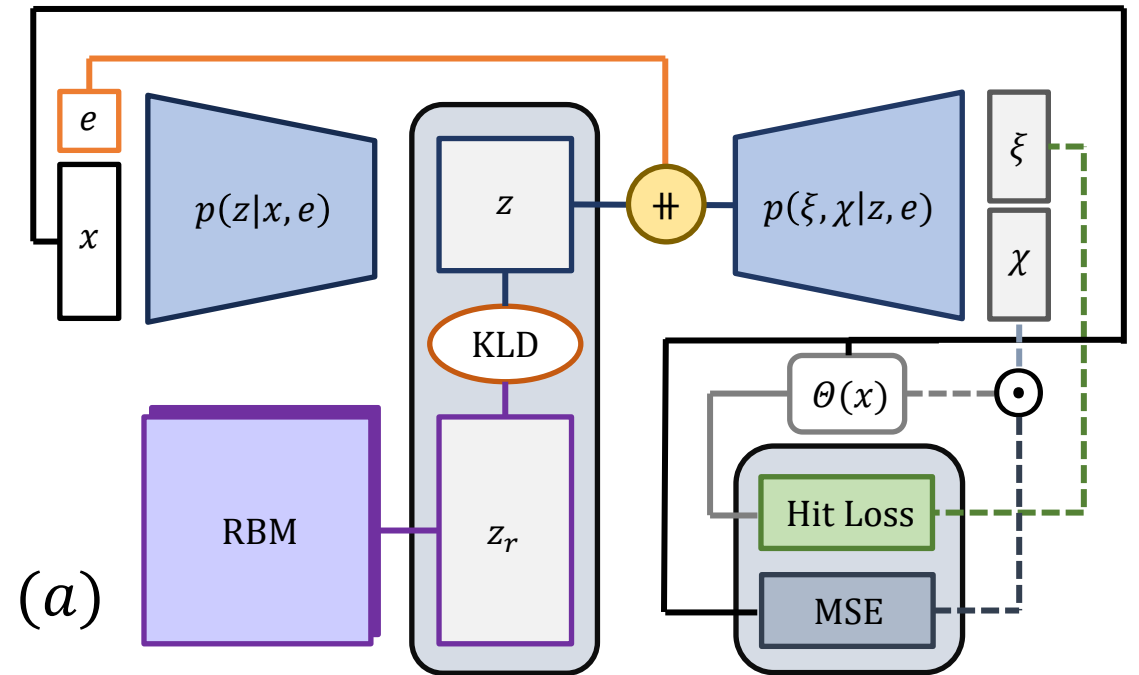 e
x
p(z|x, e)
z
⧺
p(ξ, χ|z, e)
ξ
χ
KLD
Θ(x)
RBM
z_r
Hit Loss
MSE
(a)